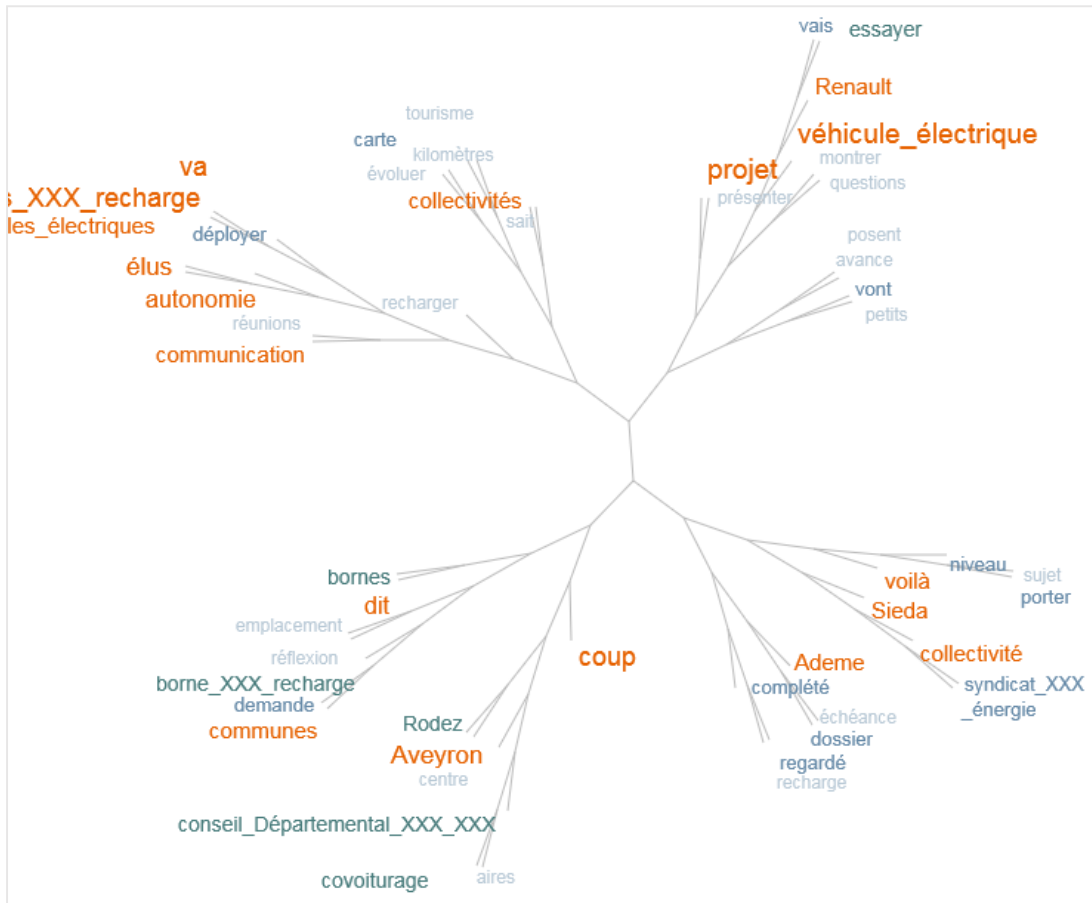 vais
essayer
Renault
véhicule_électrique
montrer
questions
projet
présenter
posent
avance
vont
petits
tourisme
carte
kilomètres
évoluer
collectivités
sait
va
s_XXX_recharge
les_électriques
déployer
élus
autonomie
recharger
réunions
communication
bornes
dit
emplacement
réflexion
borne_XXX_recharge
demande
communes
coup
Rodez
Aveyron
centre
conseil_Départemental_XXX_XXX
covoiturage
aires
niveau
sujet
porter
voilà
Sieda
collectivité
syndicat_XXX
_énergie
Ademe
complété
échéance
dossier
regardé
recharge